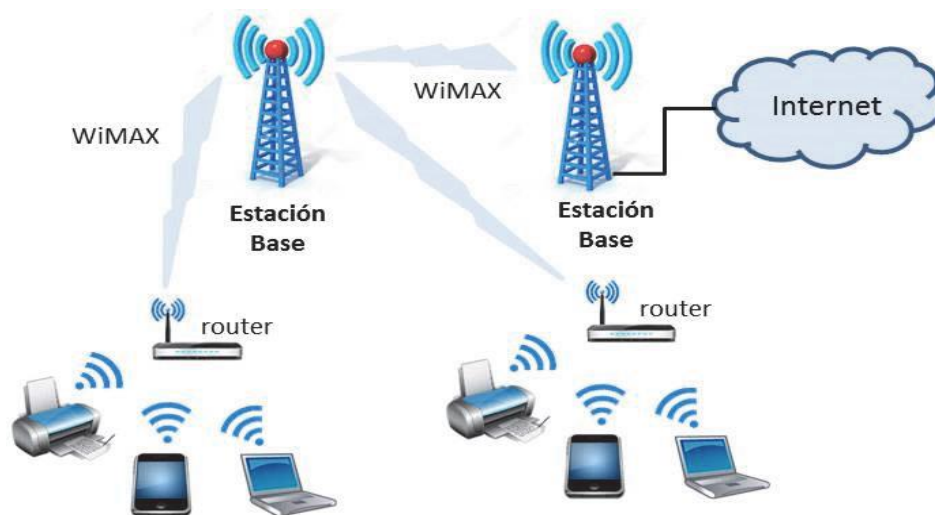 WiMAX
WiMAX
Internet
Estación
Base
Estación
Base
router
router